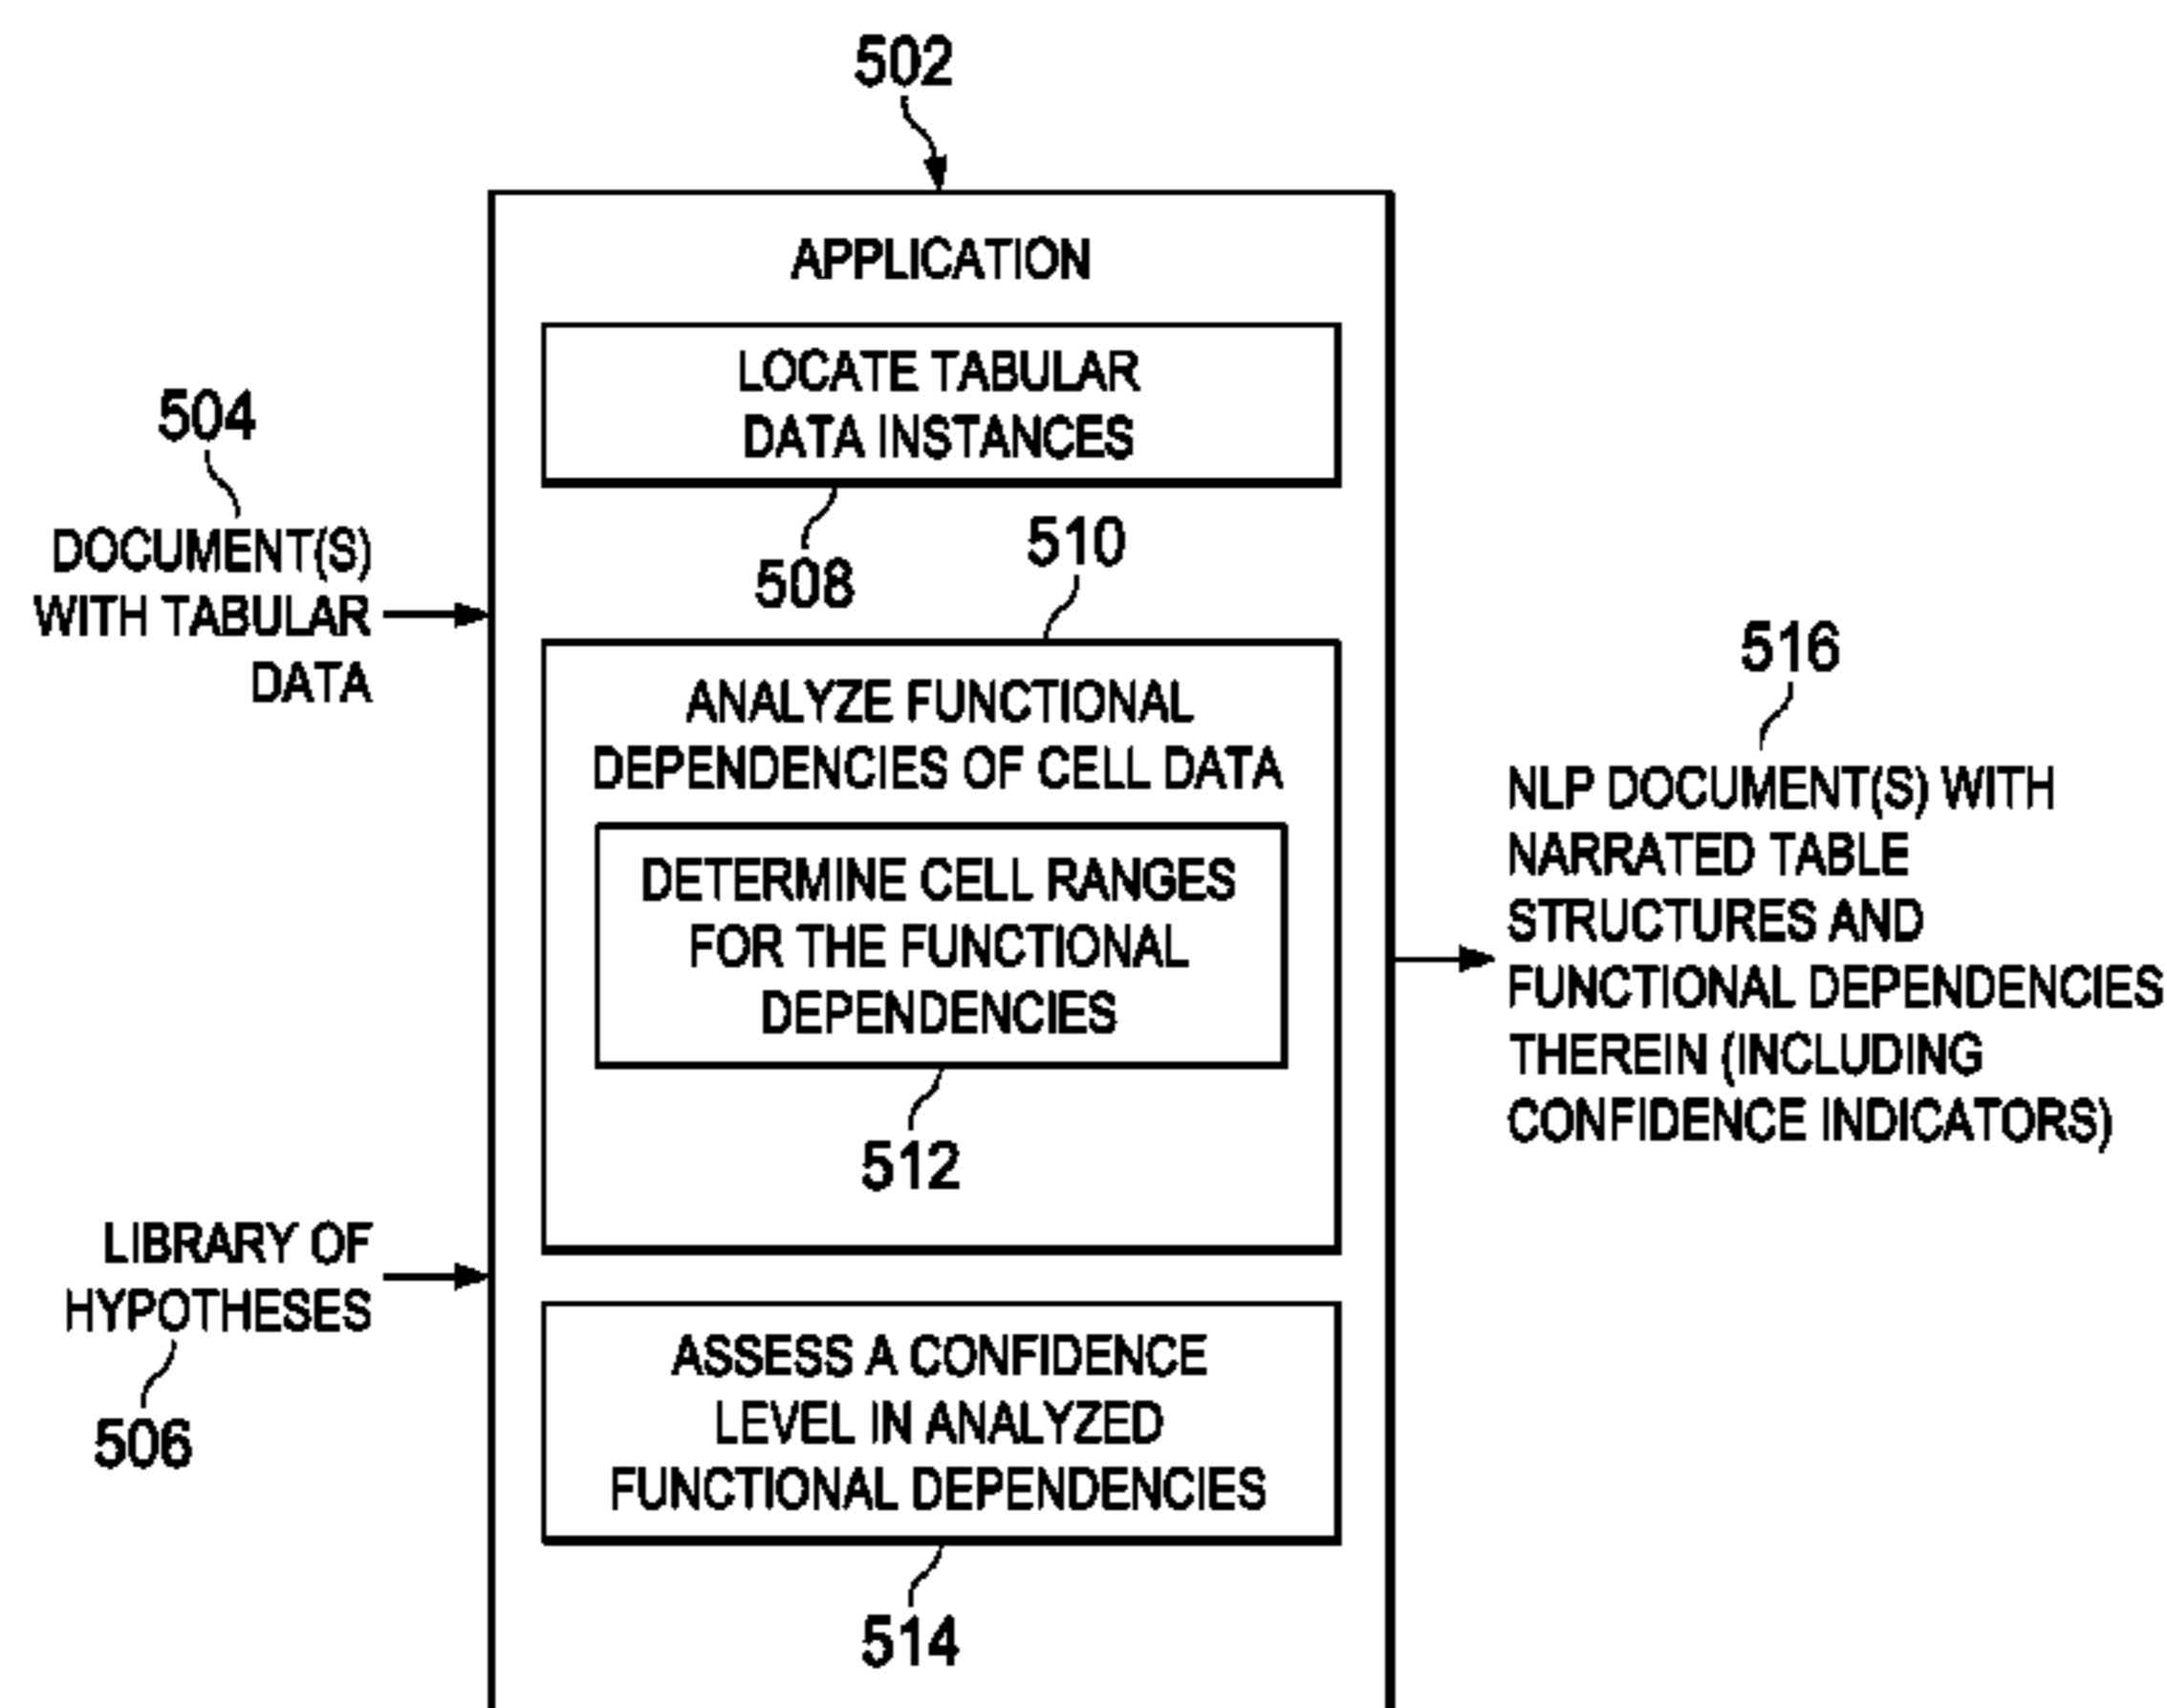 502
APPLICATION
LOCATE TABULAR
DATA INSTANCES
508
504
DOCUMENT(S)
WITH TABULAR
DATA
510
ANALYZE FUNCTIONAL
DEPENDENCIES OF CELL DATA
DETERMINE CELL RANGES
FOR THE FUNCTIONAL
DEPENDENCIES
512
LIBRARY OF
HYPOTHESES
506
ASSESS A CONFIDENCE
LEVEL IN ANALYZED
FUNCTIONAL DEPENDENCIES
514
516
NLP DOCUMENT(S) WITH
NARRATED TABLE
STRUCTURES AND
FUNCTIONAL DEPENDENCIES
THEREIN (INCLUDING
CONFIDENCE INDICATORS)